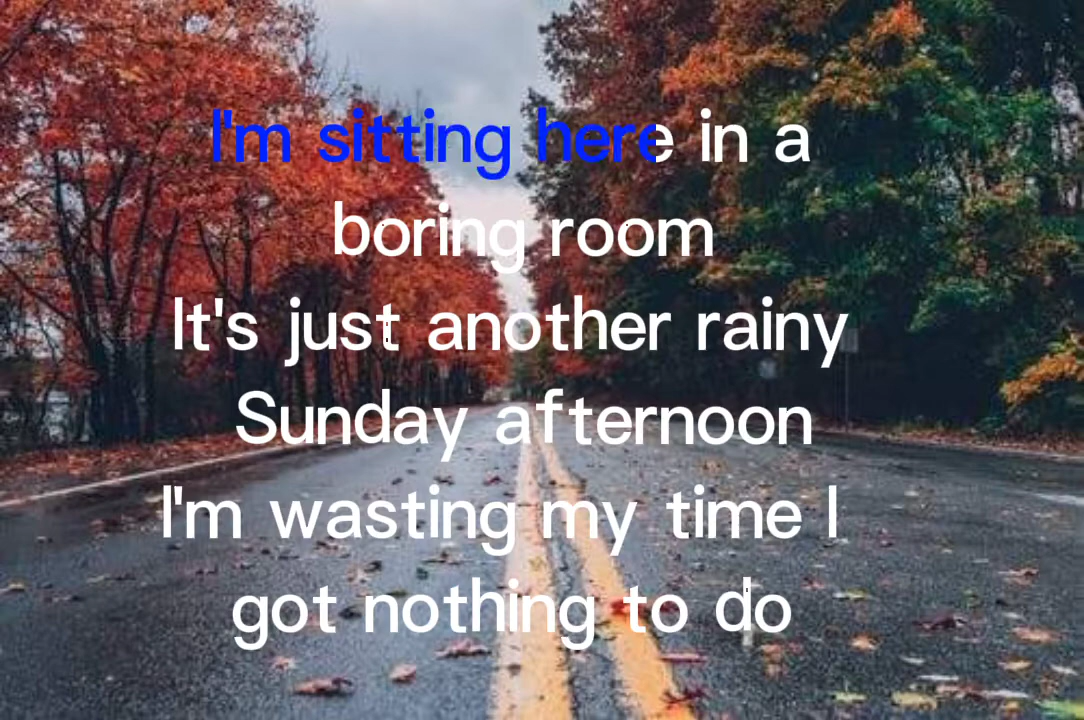 I'm sitting here in a
boring room
It's just another rainy
Sunday afternoon
I'm wasting my time I
got nothing to do